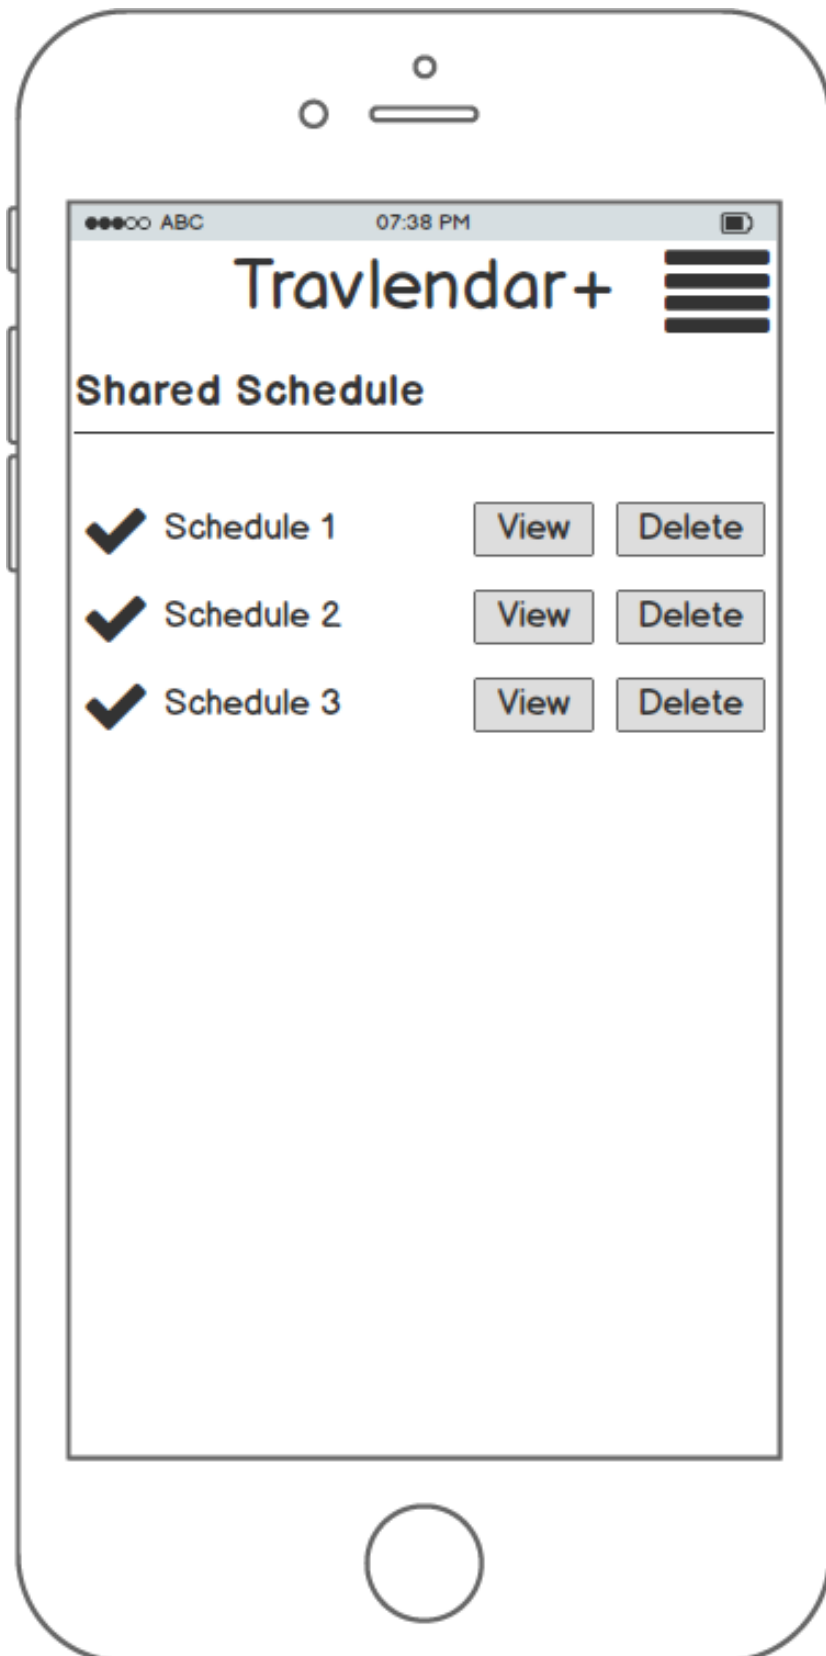 ABC 07:38 PM
Travlendar+
Shared Schedule
Schedule 1 View Delete
Schedule 2 View Delete
Schedule 3 View Delete